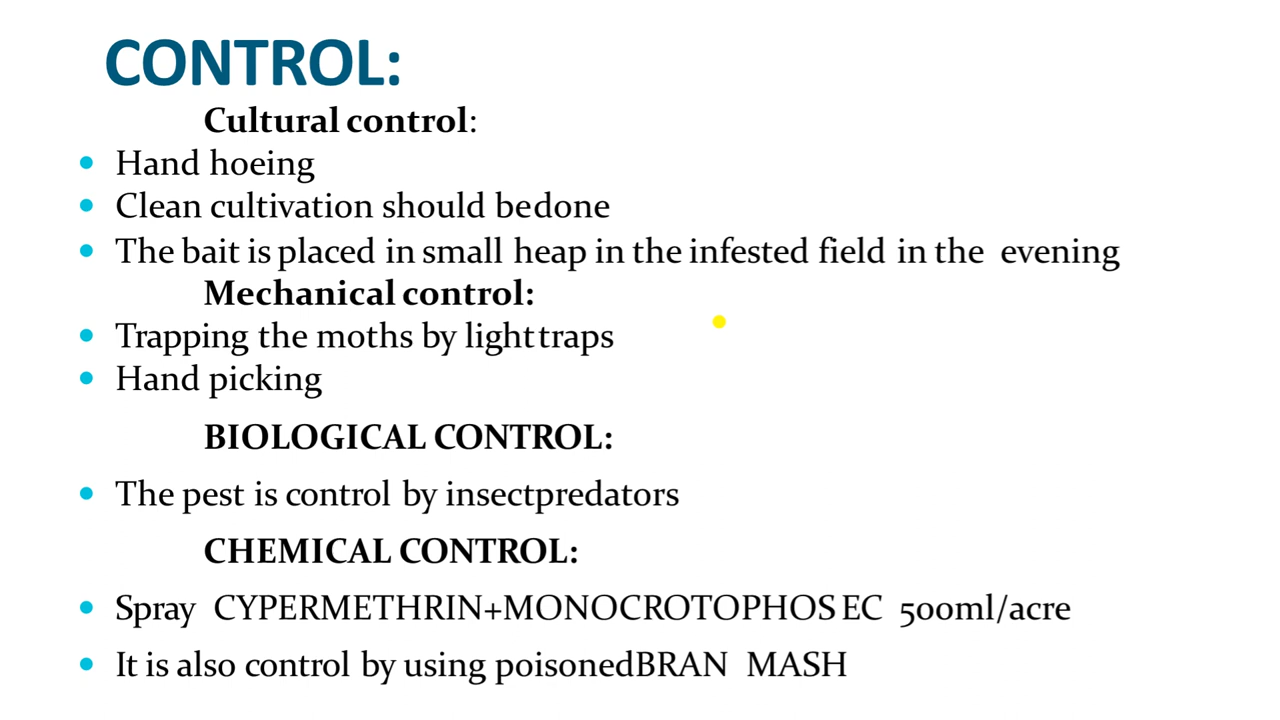 CONTROL:
Cultural control:
• Hand hoeing
• Clean cultivation should bedone
• The bait is placed in small heap in the infested field in the evening
Mechanical control:
• Trapping the moths by light traps
• Hand picking
BIOLOGICAL CONTROL:
• The pest is control by insectpredators
CHEMICAL CONTROL:
• Spray CYPERMETHRIN+MONOCROTOPHOS EC 500ml/acre
• It is also control by using poisonedBRAN MASH